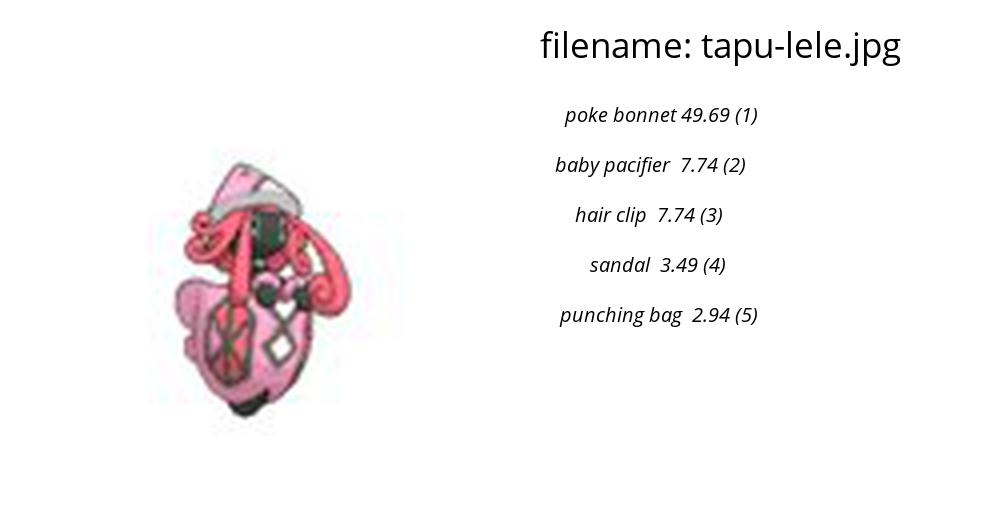 filename: tapu-lele.jpg
poke bonnet 49.69 (1)
baby pacifier  7.74 (2)
hair clip  7.74 (3)
sandal  3.49 (4)
punching bag  2.94 (5)